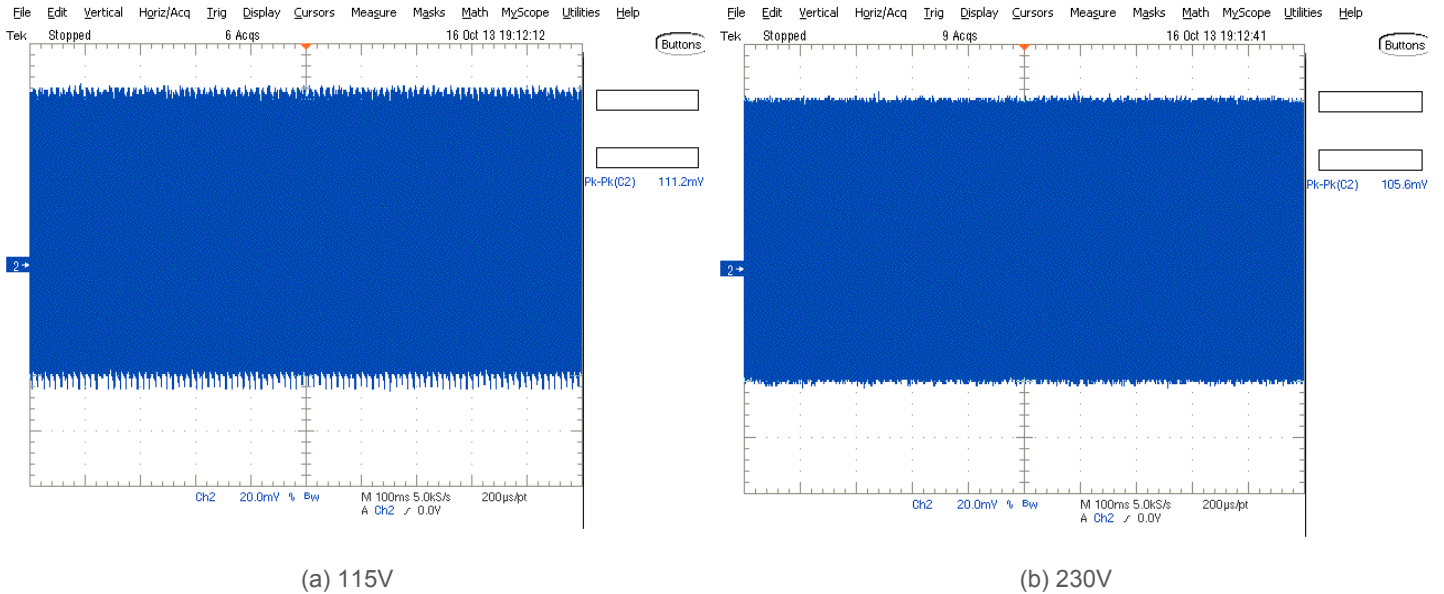 File Edit Vertical Horiz/Acq Trig Display Cursors Measure Masks Math MyScope Utilities Help
Tek Stopped 6 Acqs 16 Oct 13 19:12:12
Buttons
Pk-Pk(C2) 111.2mV
2
Ch2 20.0mV % Bw M 100ms 5.0kS/s 200µs/pt
A Ch2 ∕ 0.0V
(a) 115V
File Edit Vertical Horiz/Acq Trig Display Cursors Measure Masks Math MyScope Utilities Help
Tek Stopped 9 Acqs 16 Oct 13 19:12:41
Buttons
Pk-Pk(C2) 105.6mV
2
Ch2 20.0mV % Bw M 100ms 5.0kS/s 200µs/pt
A Ch2 ∕ 0.0V
(b) 230V